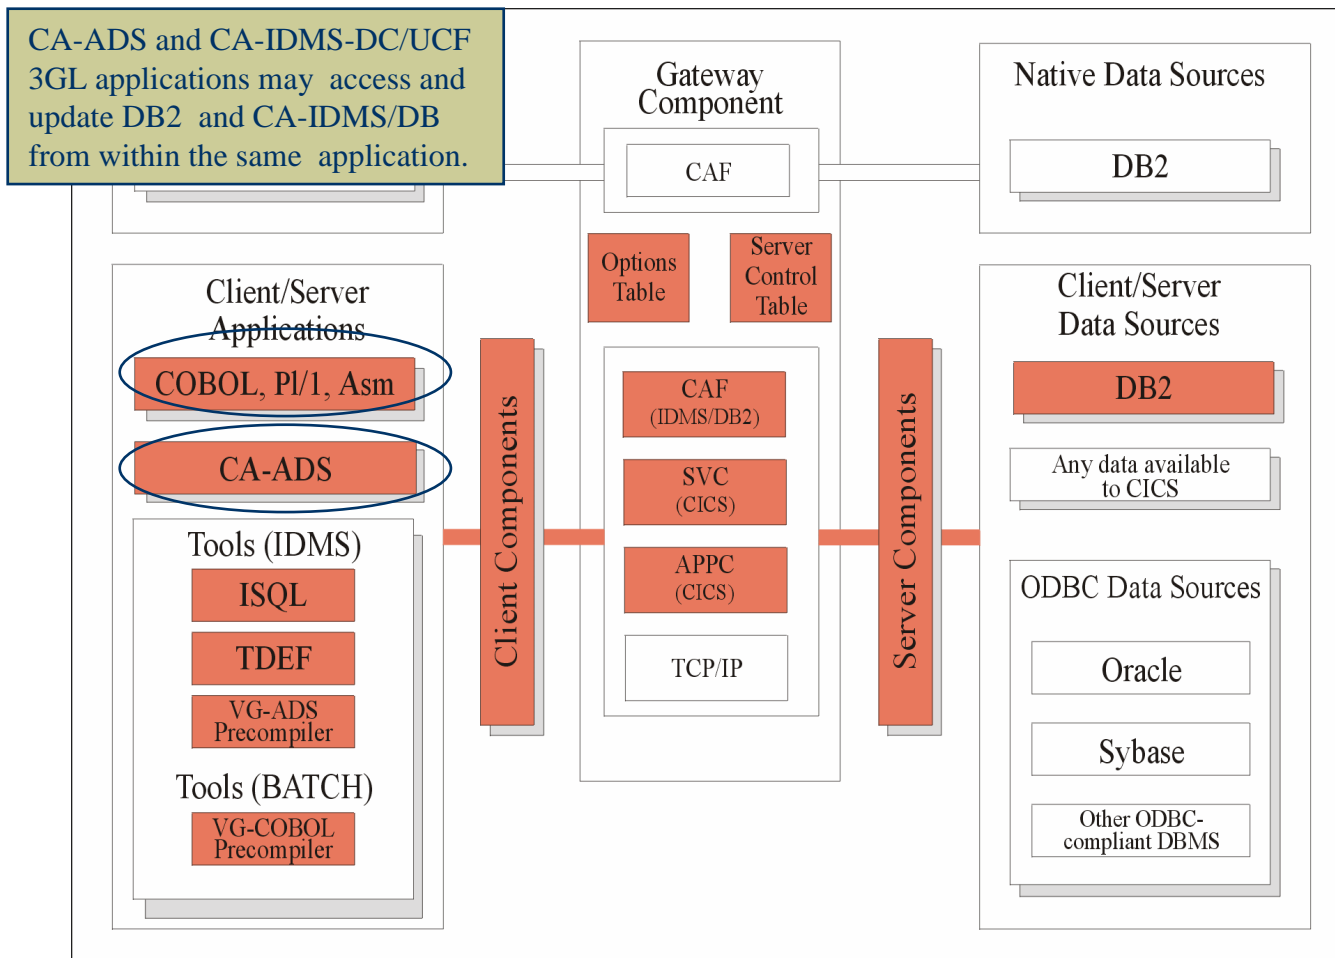 CA-ADS and CA-IDMS-DC/UCF
3GL applications may access and
update DB2 and CA-IDMS/DB
from within the same application.
Gateway
Component
CAF
Native Data Sources
DB2
Options
Table
Server
Control
Table
Client/Server
Applications
COBOL, Pl/1, Asm
CA-ADS
Tools (IDMS)
ISQL
TDEF
VG-ADS
Precompiler
Tools (BATCH)
VG-COBOL
Precompiler
Client Components
CAF
(IDMS/DB2)
SVC
(CICS)
APPC
(CICS)
TCP/IP
Server Components
Client/Server
Data Sources
DB2
Any data available
to CICS
ODBC Data Sources
Oracle
Sybase
Other ODBC-
compliant DBMS